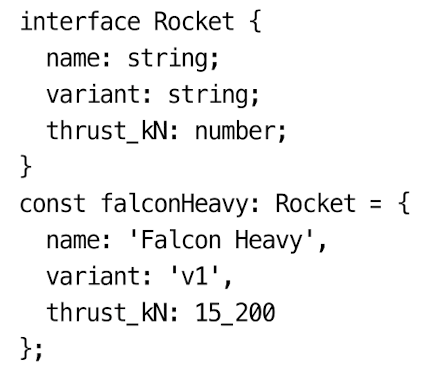 interface Rocket {
  name: string;
  variant: string;
  thrust_kN: number;
}
const falconHeavy: Rocket = {
  name: 'Falcon Heavy',
  variant: 'v1',
  thrust_kN: 15_200
};